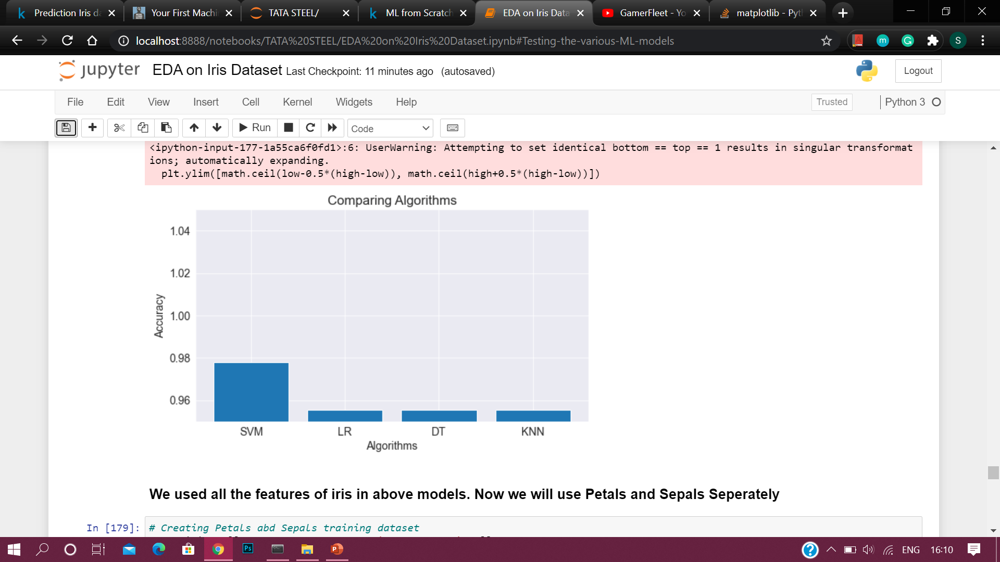 Prediction Iris d
Your First Machi
TATA STEEL/
ML from Scratch
EDA on Iris Data
GamerFleet - Yo
matplotlib - Pyt
localhost:8888/notebooks/TATA%20STEEL/EDA%20on%20Iris%20Dataset.ipynb#Testing-the-various-ML-models
m
G
S
jupyter EDA on Iris Dataset Last Checkpoint: 11 minutes ago (autosaved)
Logout
File Edit View Insert Cell Kernel Widgets Help
Trusted
Python 3
Run
Code
<ipython-input-177-1a55ca6f0fd1>:6: UserWarning: Attempting to set identical bottom == top == 1 results in singular transformat
ions; automatically expanding.
plt.ylim([math.ceil(low-0.5*(high-low)), math.ceil(high+0.5*(high-low))])
Comparing Algorithms
1.04
1.02
1.00
0.98
0.96
Accuracy
SVM LR DT KNN
Algorithms
We used all the features of iris in above models. Now we will use Petals and Sepals Seperately
In [179]:
# Creating Petals abd Sepals training dataset
Ps
ENG
16:10